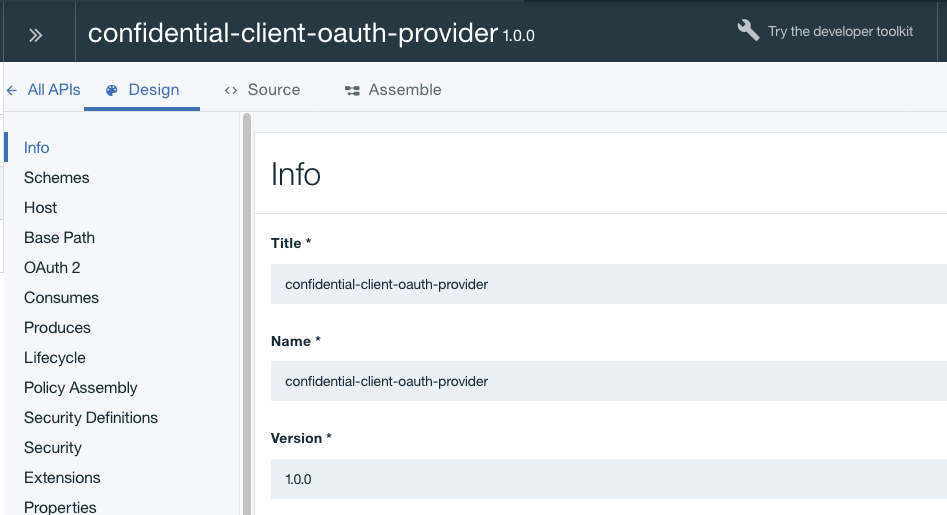 confidential-client-oauth-provider 1.0.0
Try the developer toolkit
All APIs
Design
Source
Assemble
Info
Schemes
Host
Base Path
OAuth 2
Consumes
Produces
Lifecycle
Policy Assembly
Security Definitions
Security
Extensions
Properties
Info
Title *
confidential-client-oauth-provider
Name *
confidential-client-oauth-provider
Version *
1.0.0